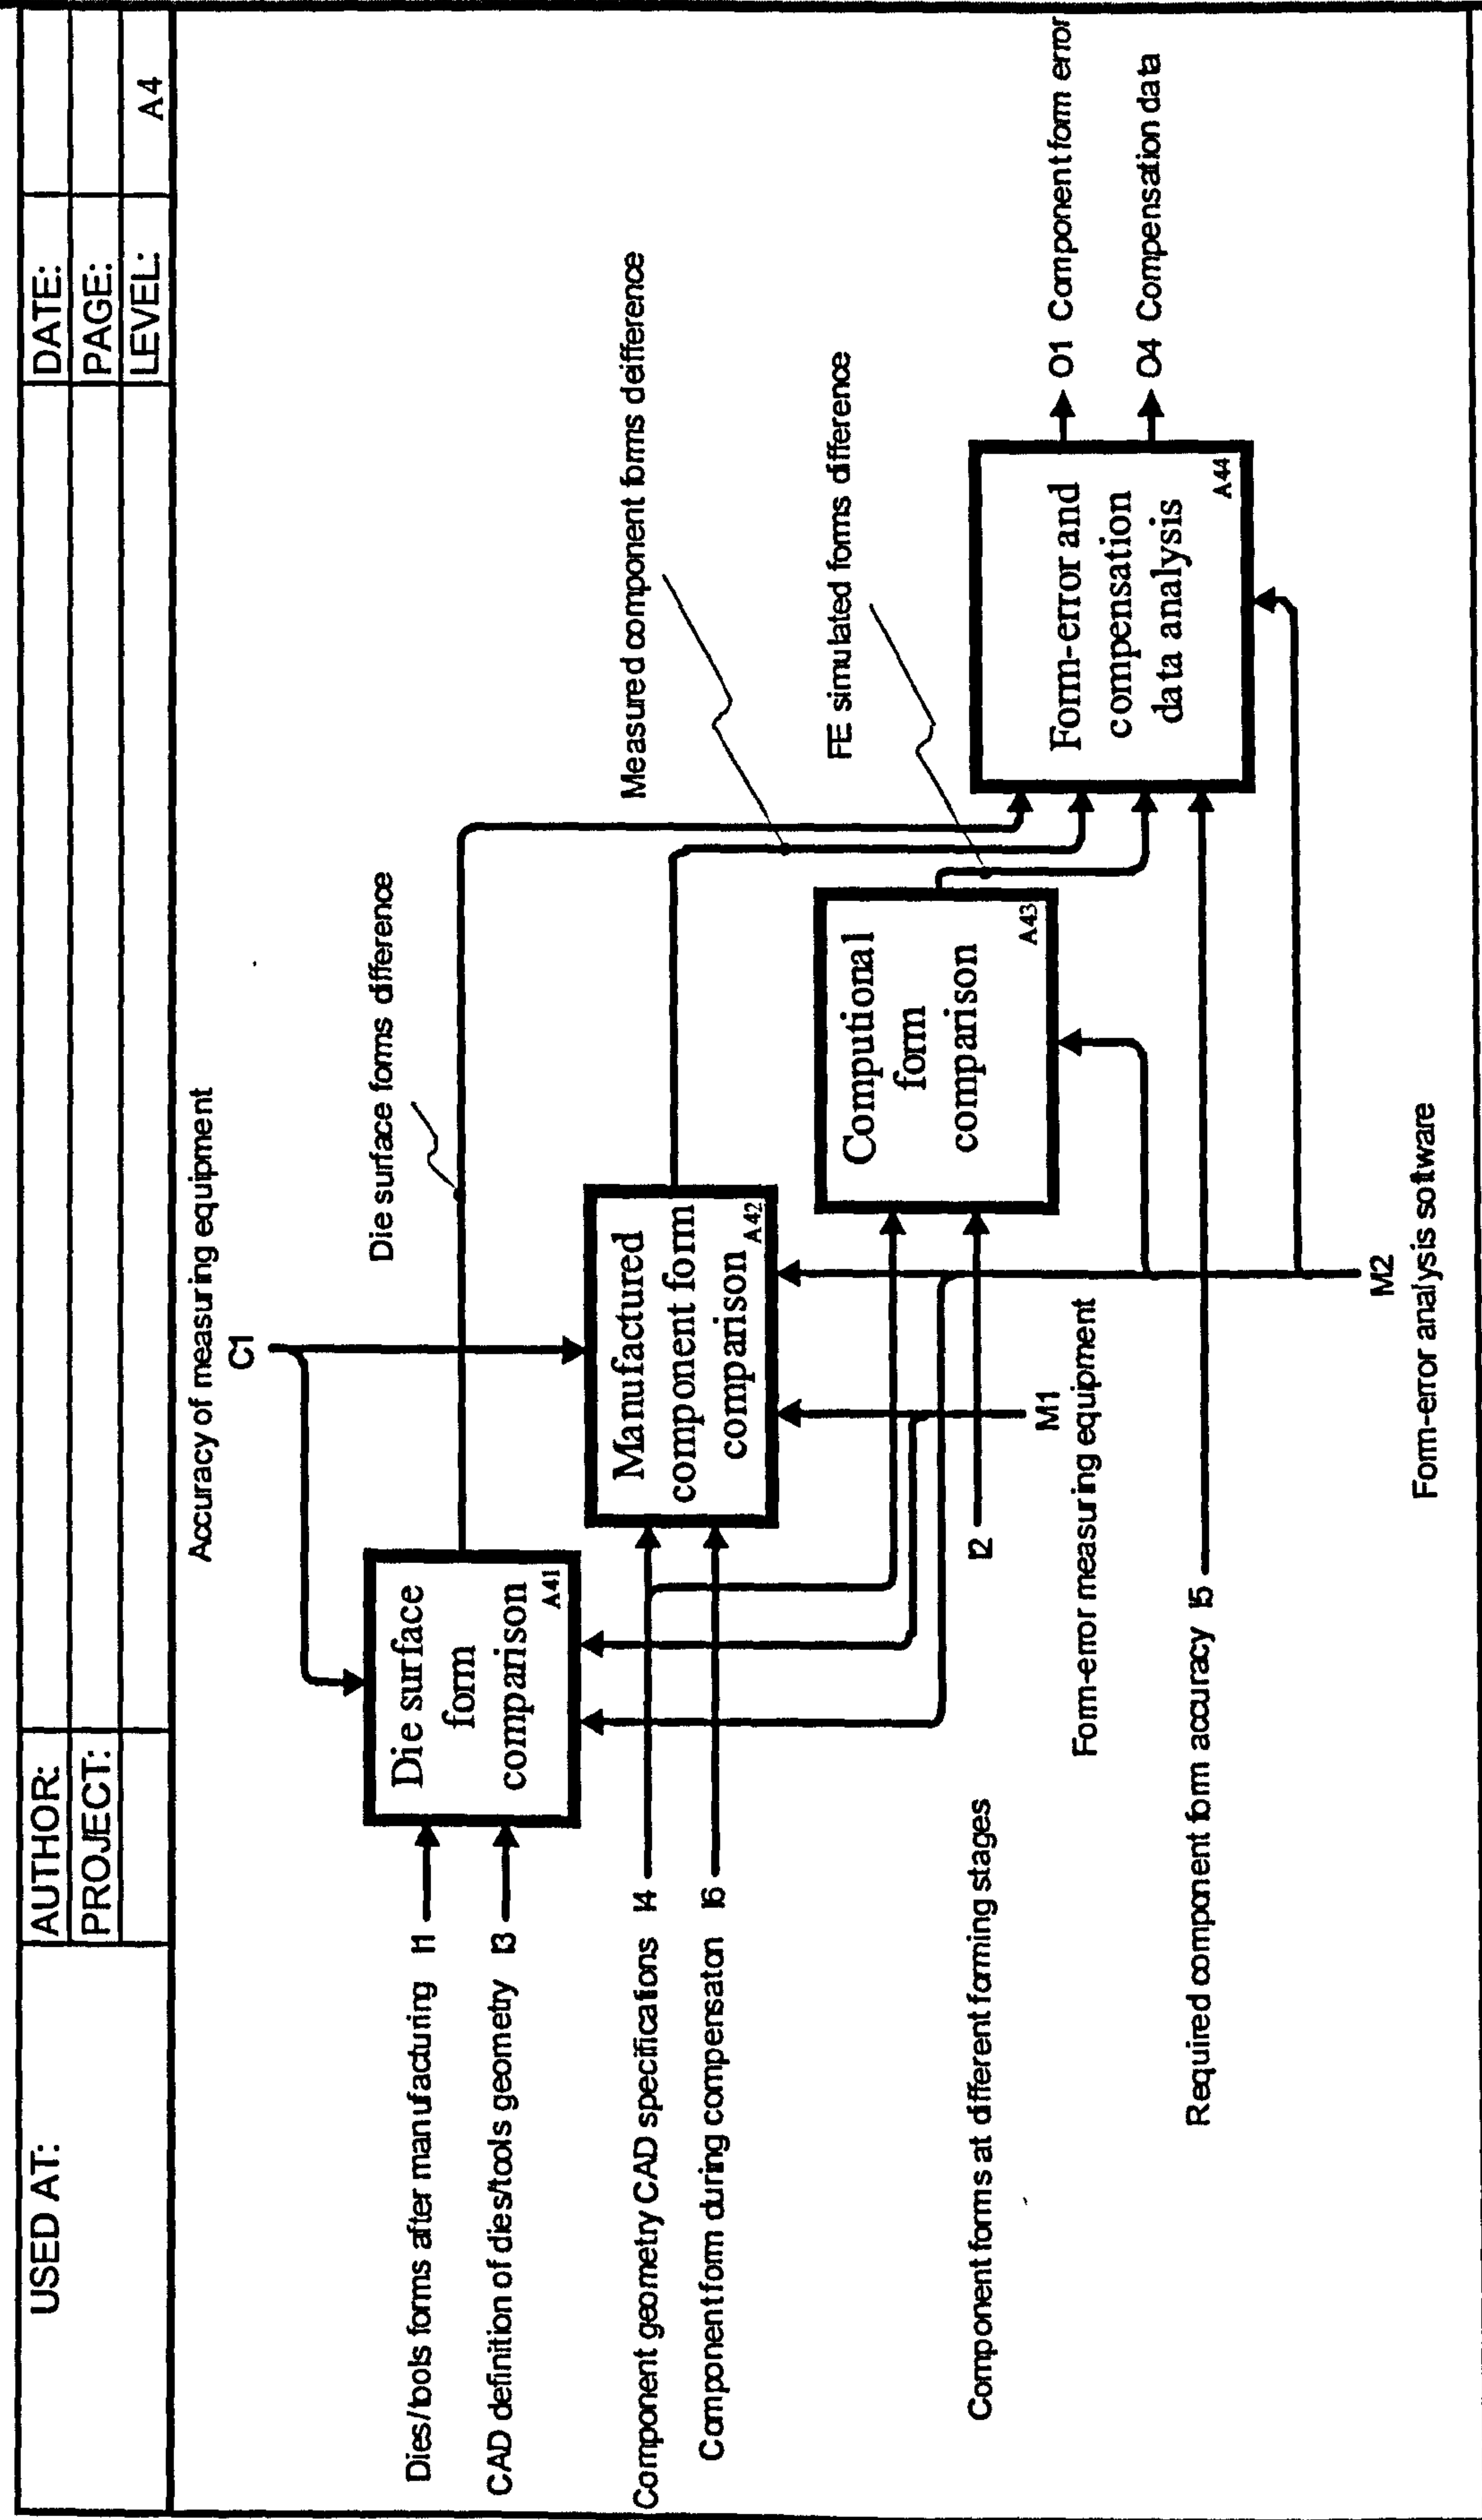 USED AT:
AUTHOR:
DATE:
PROJECT:
PAGE:
LEVEL: A4
Accuracy of measuring equipment
C1
Die surface forms difference
Dies/tools forms after manufacturing I1
CAD definition of dies/tools geometry I3
Die surface
form
comparison
A41
Measured component forms deifference
Component geometry CAD specifications I4
Component form during compensaton I6
Manufactured
component form
comparison
A42
FE simulated forms difference
Computional
form
comparison
A43
Component forms at different forming stages
I2
M1
Form-error measuring equipment
Form-error and
compensation
data analysis
A44
O1 Component form error
O4 Compensation data
Required component form accuracy I5
M2
Form-error analysis software